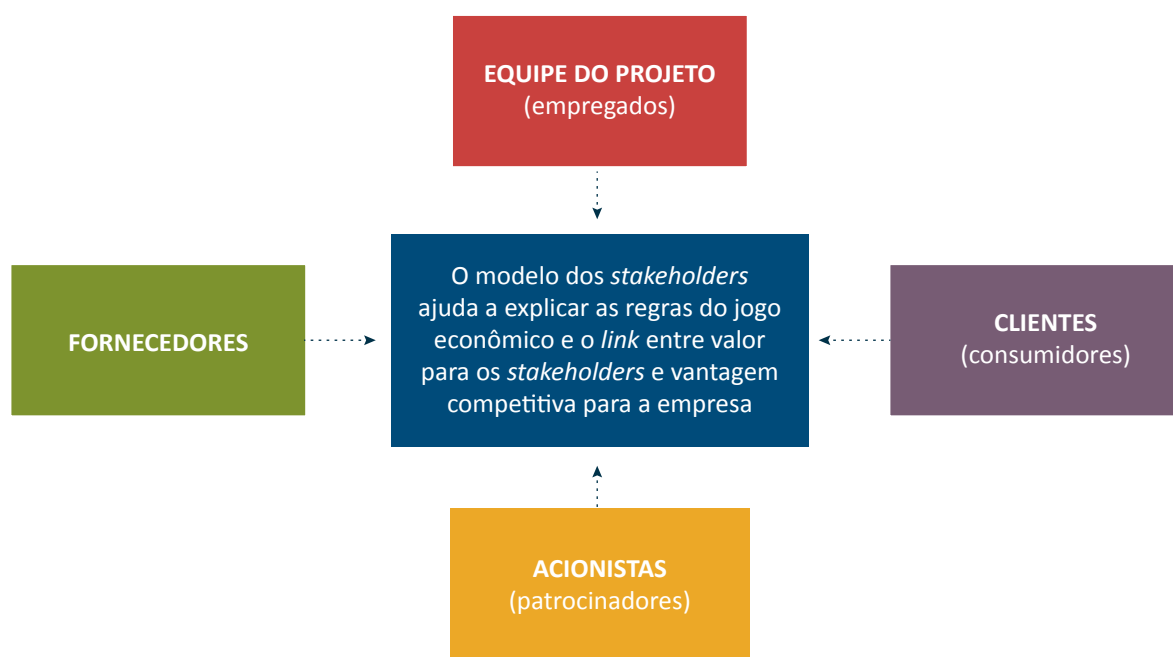 EQUIPE DO PROJETO
(empregados)
FORNECEDORES
O modelo dos stakeholders
ajuda a explicar as regras do jogo
econômico e o link entre valor
para os stakeholders e vantagem
competitiva para a empresa
CLIENTES
(consumidores)
ACIONISTAS
(patrocinadores)